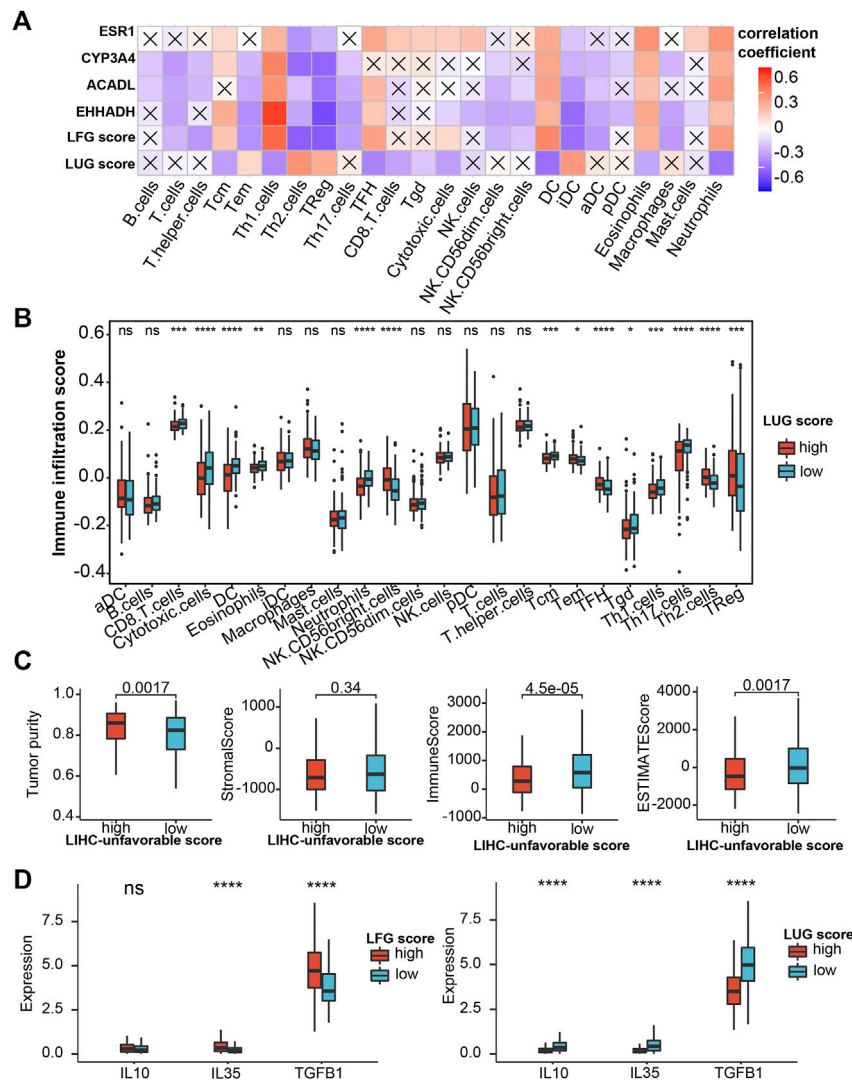 A
ESR1
CYP3A4
ACADL
EHHADH
LFG score
LUG score
correlation
coefficient
0.6
0.3
0
-0.3
-0.6
B.cells
T.cells
T.helper.cells
Tcm
Tem
Th1.cells
Th2.cells
TReg
Th17.cells
TFH
CD8.T.cells
Tgd
Cytotoxic.cells
NK.cells
NK.CD56dim.cells
NK.CD56bright.cells
DC
iDC
aDC
pDC
Eosinophils
Macrophages
Mast.cells
Neutrophils
B
Immune infiltration score
0.6
0.4
0.2
0.0
-0.2
-0.4
ns ns *** **** **** ** ns ns ns **** **** ns ns ns ns ns *** * **** * *** **** **** ***
LUG score
high
low
aDC
B.cells
CD8.T.cells
Cytotoxic.cells
DC
Eosinophils
iDC
Macrophages
Mast.cells
Neutrophils
NK.CD56bright.cells
NK.CD56dim.cells
NK.cells
pDC
T.cells
T.helper.cells
Tcm
Tem
TFH
Tgd
Th1.cells
Th17.cells
Th2.cells
TReg
C
Tumor purity
1.0
0.8
0.6
0.4
0.0017
high low
LIHC-unfavorable score
StromalScore
1000
0
-1000
0.34
high low
LIHC-unfavorable score
ImmuneScore
3000
2000
1000
0
-1000
4.5e-05
high low
LIHC-unfavorable score
ESTIMATEScore
4000
2000
0
-2000
0.0017
high low
LIHC-unfavorable score
D
Expression
7.5
5.0
2.5
0.0
ns **** ****
IL10 IL35 TGFB1
LFG score
high
low
Expression
7.5
5.0
2.5
0.0
**** **** ****
IL10 IL35 TGFB1
LUG score
high
low